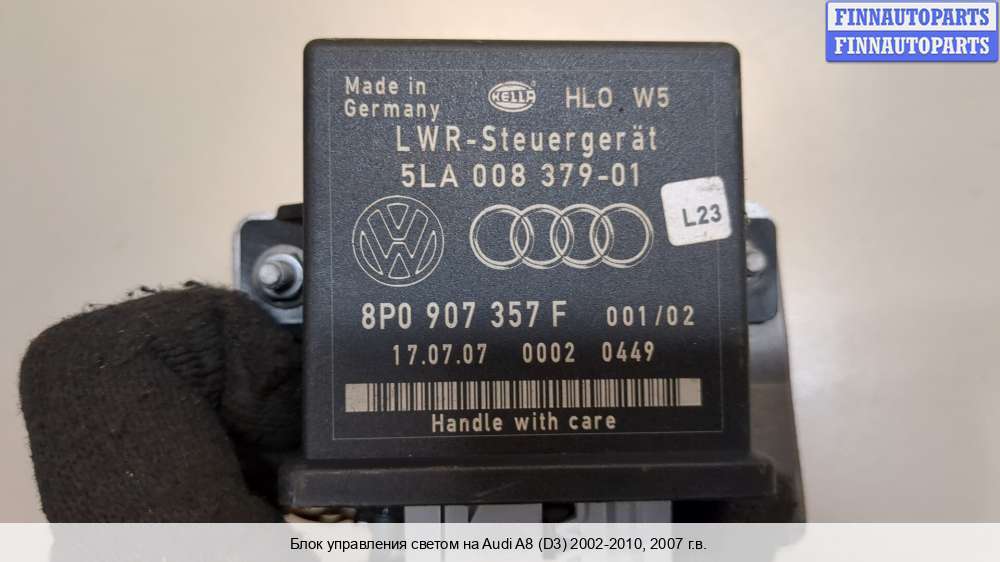 FINNAUTOPARTS
FINNAUTOPARTS
Made in
Germany
HELLA
HLO W5
LWR-Steuergerät
5LA 008 379-01
L23
8P0 907 357 F 001/02
17.07.07 0002 0449
Handle with care
Блок управления светом на Audi A8 (D3) 2002-2010, 2007 г.в.